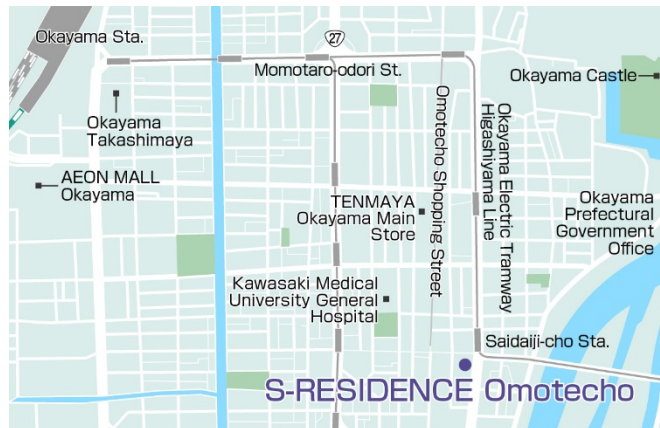 Okayama Sta.
27
Momotaro-odori St.
Okayama Castle
Okayama
Takashimaya
Omotecho Shopping Street
Okayama Electric Tramway
Higashiyama Line
AEON MALL
Okayama
TENMAYA
Okayama Main
Store
Okayama
Prefectural
Government
Office
Kawasaki Medical
University General
Hospital
Saidaiji-cho Sta.
S-RESIDENCE Omotecho